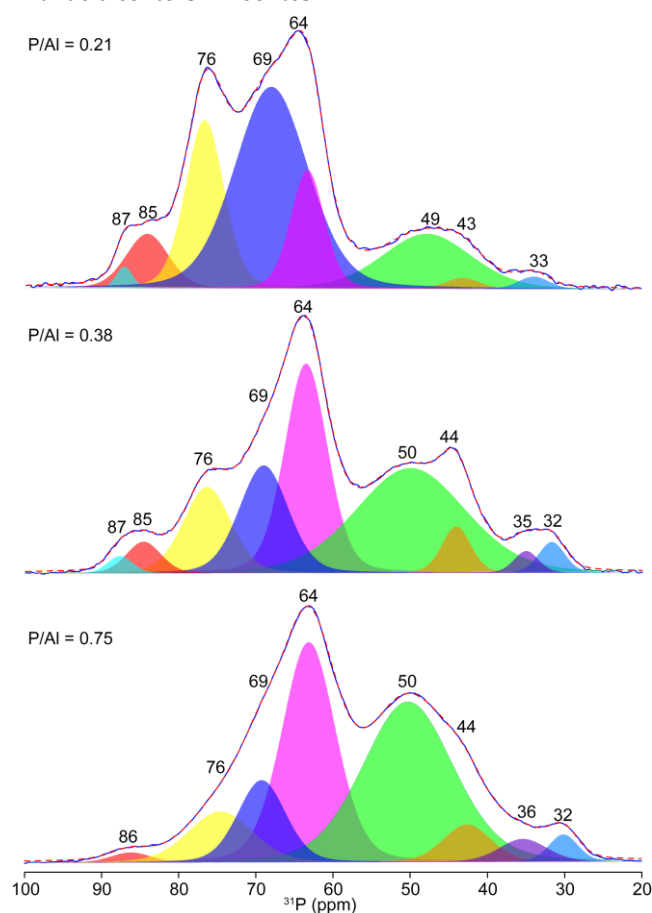 P/Al = 0.21
87 85 76 69 64 49 43 33
P/Al = 0.38
87 85 76 69 64 50 44 35 32
P/Al = 0.75
86 76 69 64 50 44 36 32
100 90 80 70 60 50 40 30 20
³¹P (ppm)